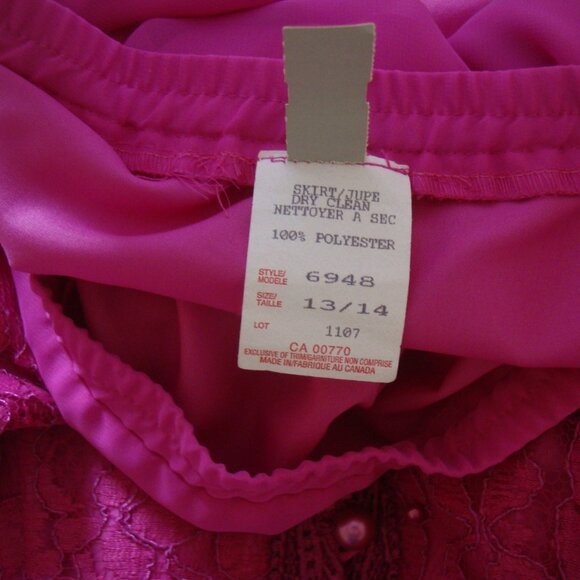 SKIRT/JUPE
DRY CLEAN
NETTOYER A SEC
100% POLYESTER
STYLE/
MODELE 6948
SIZE/
TAILLE 13/14
LOT 1107
CA 00770
EXCLUSIVE OF TRIM/GARNITURE NON COMPRISE
MADE IN/FABRIQUE AU CANADA